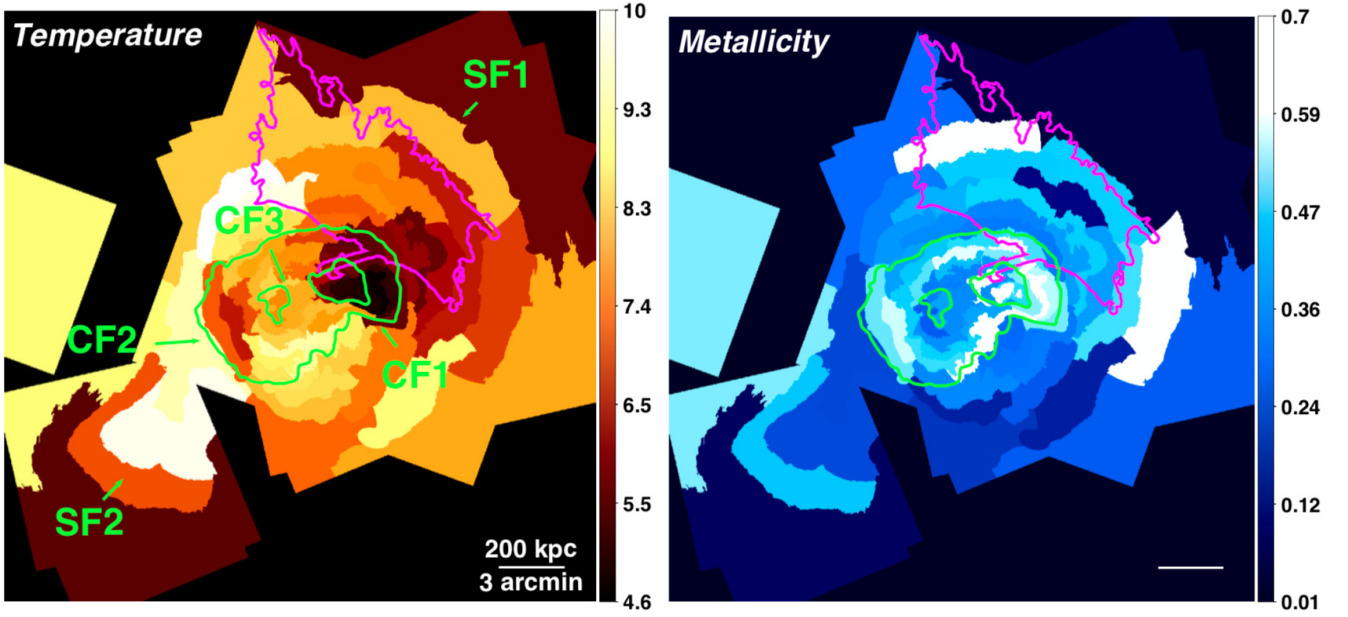 Temperature
SF1
CF3
CF2
CF1
SF2
200 kpc
3 arcmin
10
9.3
8.3
7.4
6.5
5.5
4.6
Metallicity
0.7
0.59
0.47
0.36
0.24
0.12
0.01